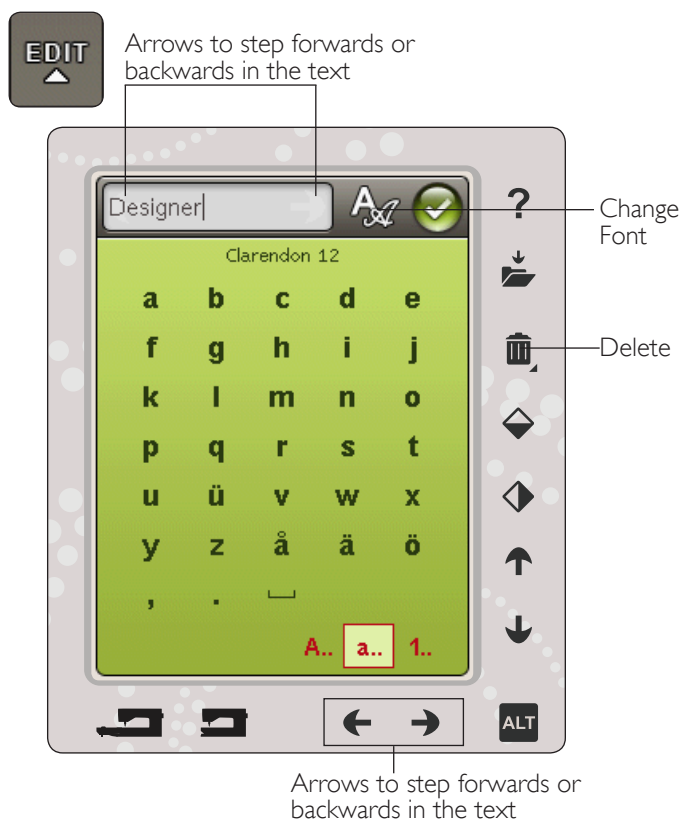 EDIT
Arrows to step forwards or
backwards in the text
Designer
A A
?
Change
Font
Clarendon 12
a b c d e
f g h i j
Delete
k l m n o
p q r s t
u ü v w x
y z å ä ö
, .
A.. a.. 1..
ALT
Arrows to step forwards or
backwards in the text